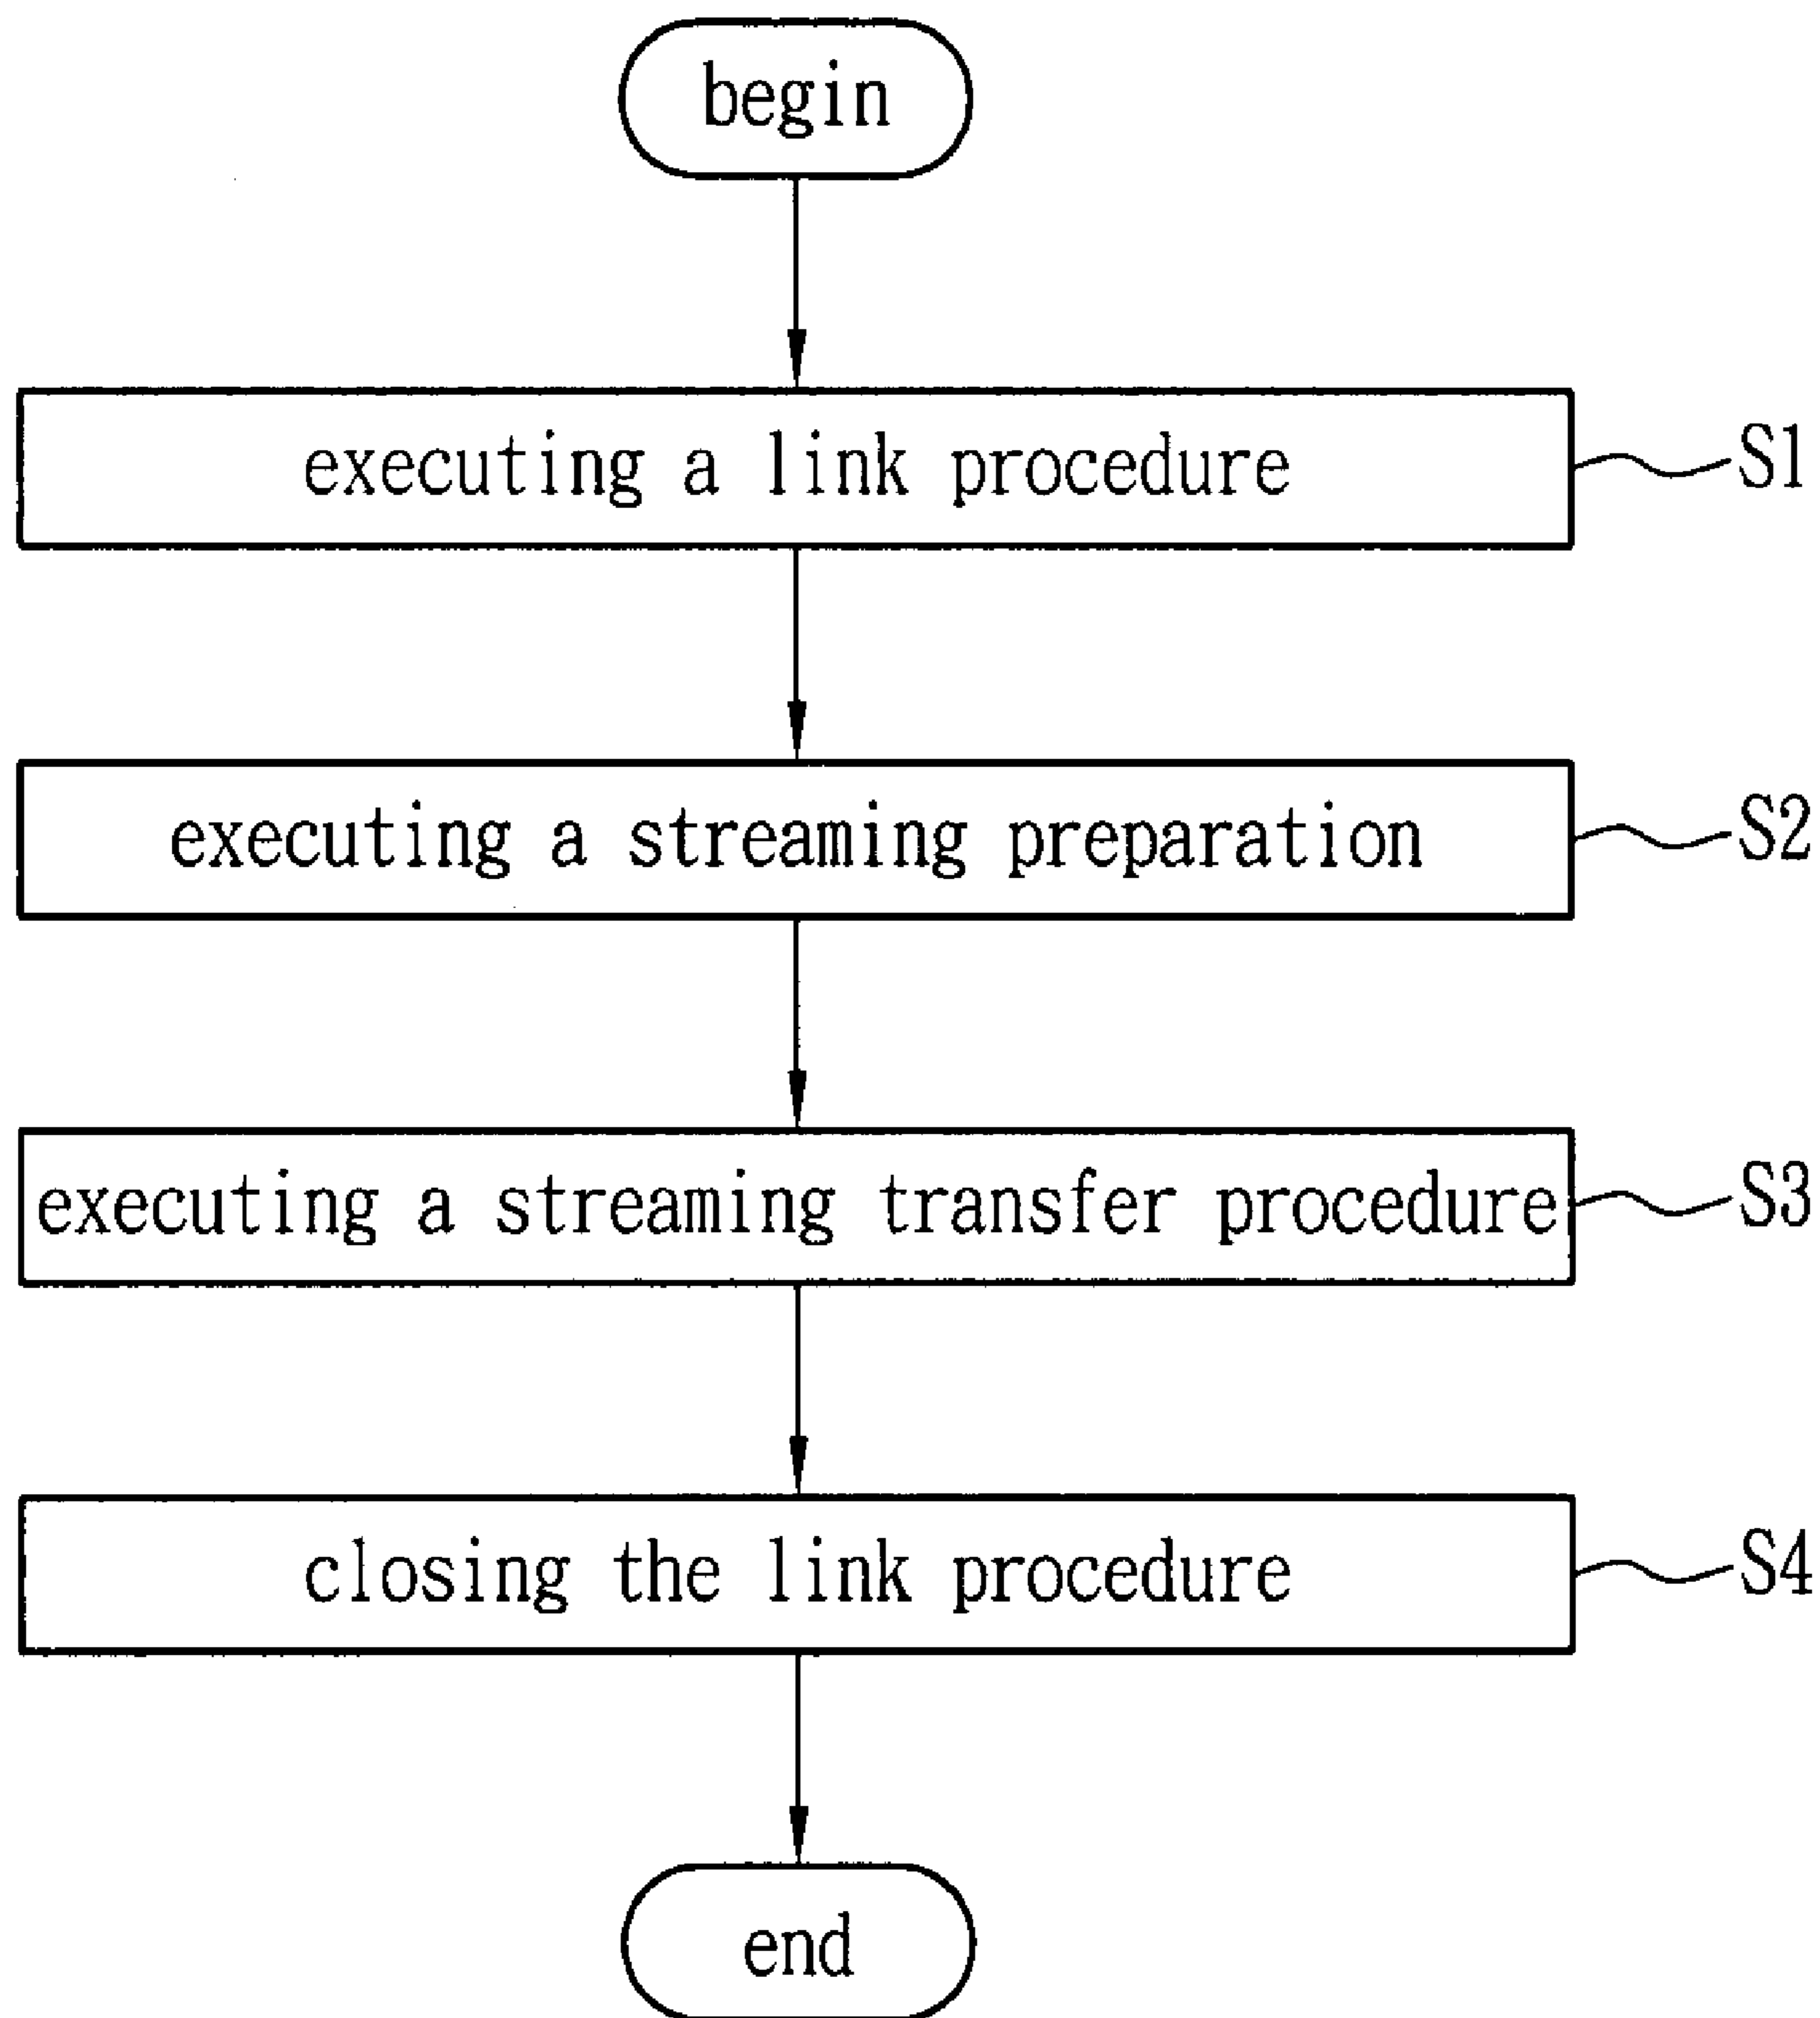 begin
executing a link procedure S1
executing a streaming preparation S2
executing a streaming transfer procedure S3
closing the link procedure S4
end